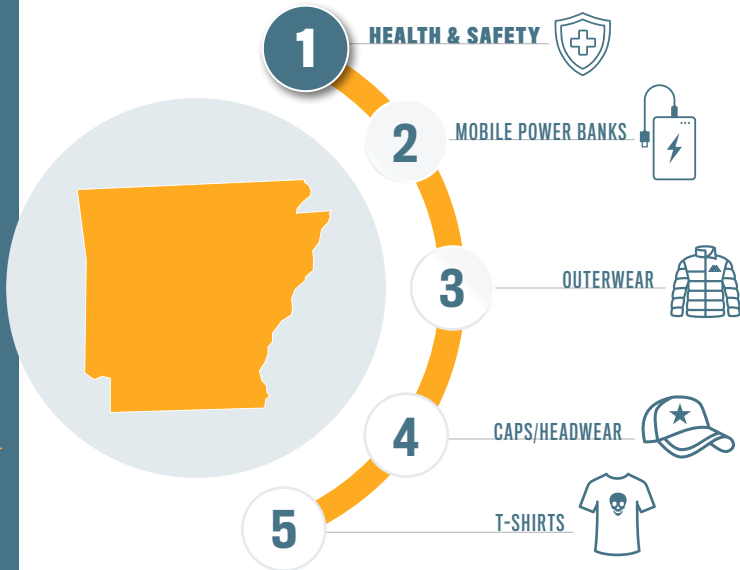 1
HEALTH & SAFETY
2
MOBILE POWER BANKS
3
OUTERWEAR
4
CAPS/HEADWEAR
5
T-SHIRTS